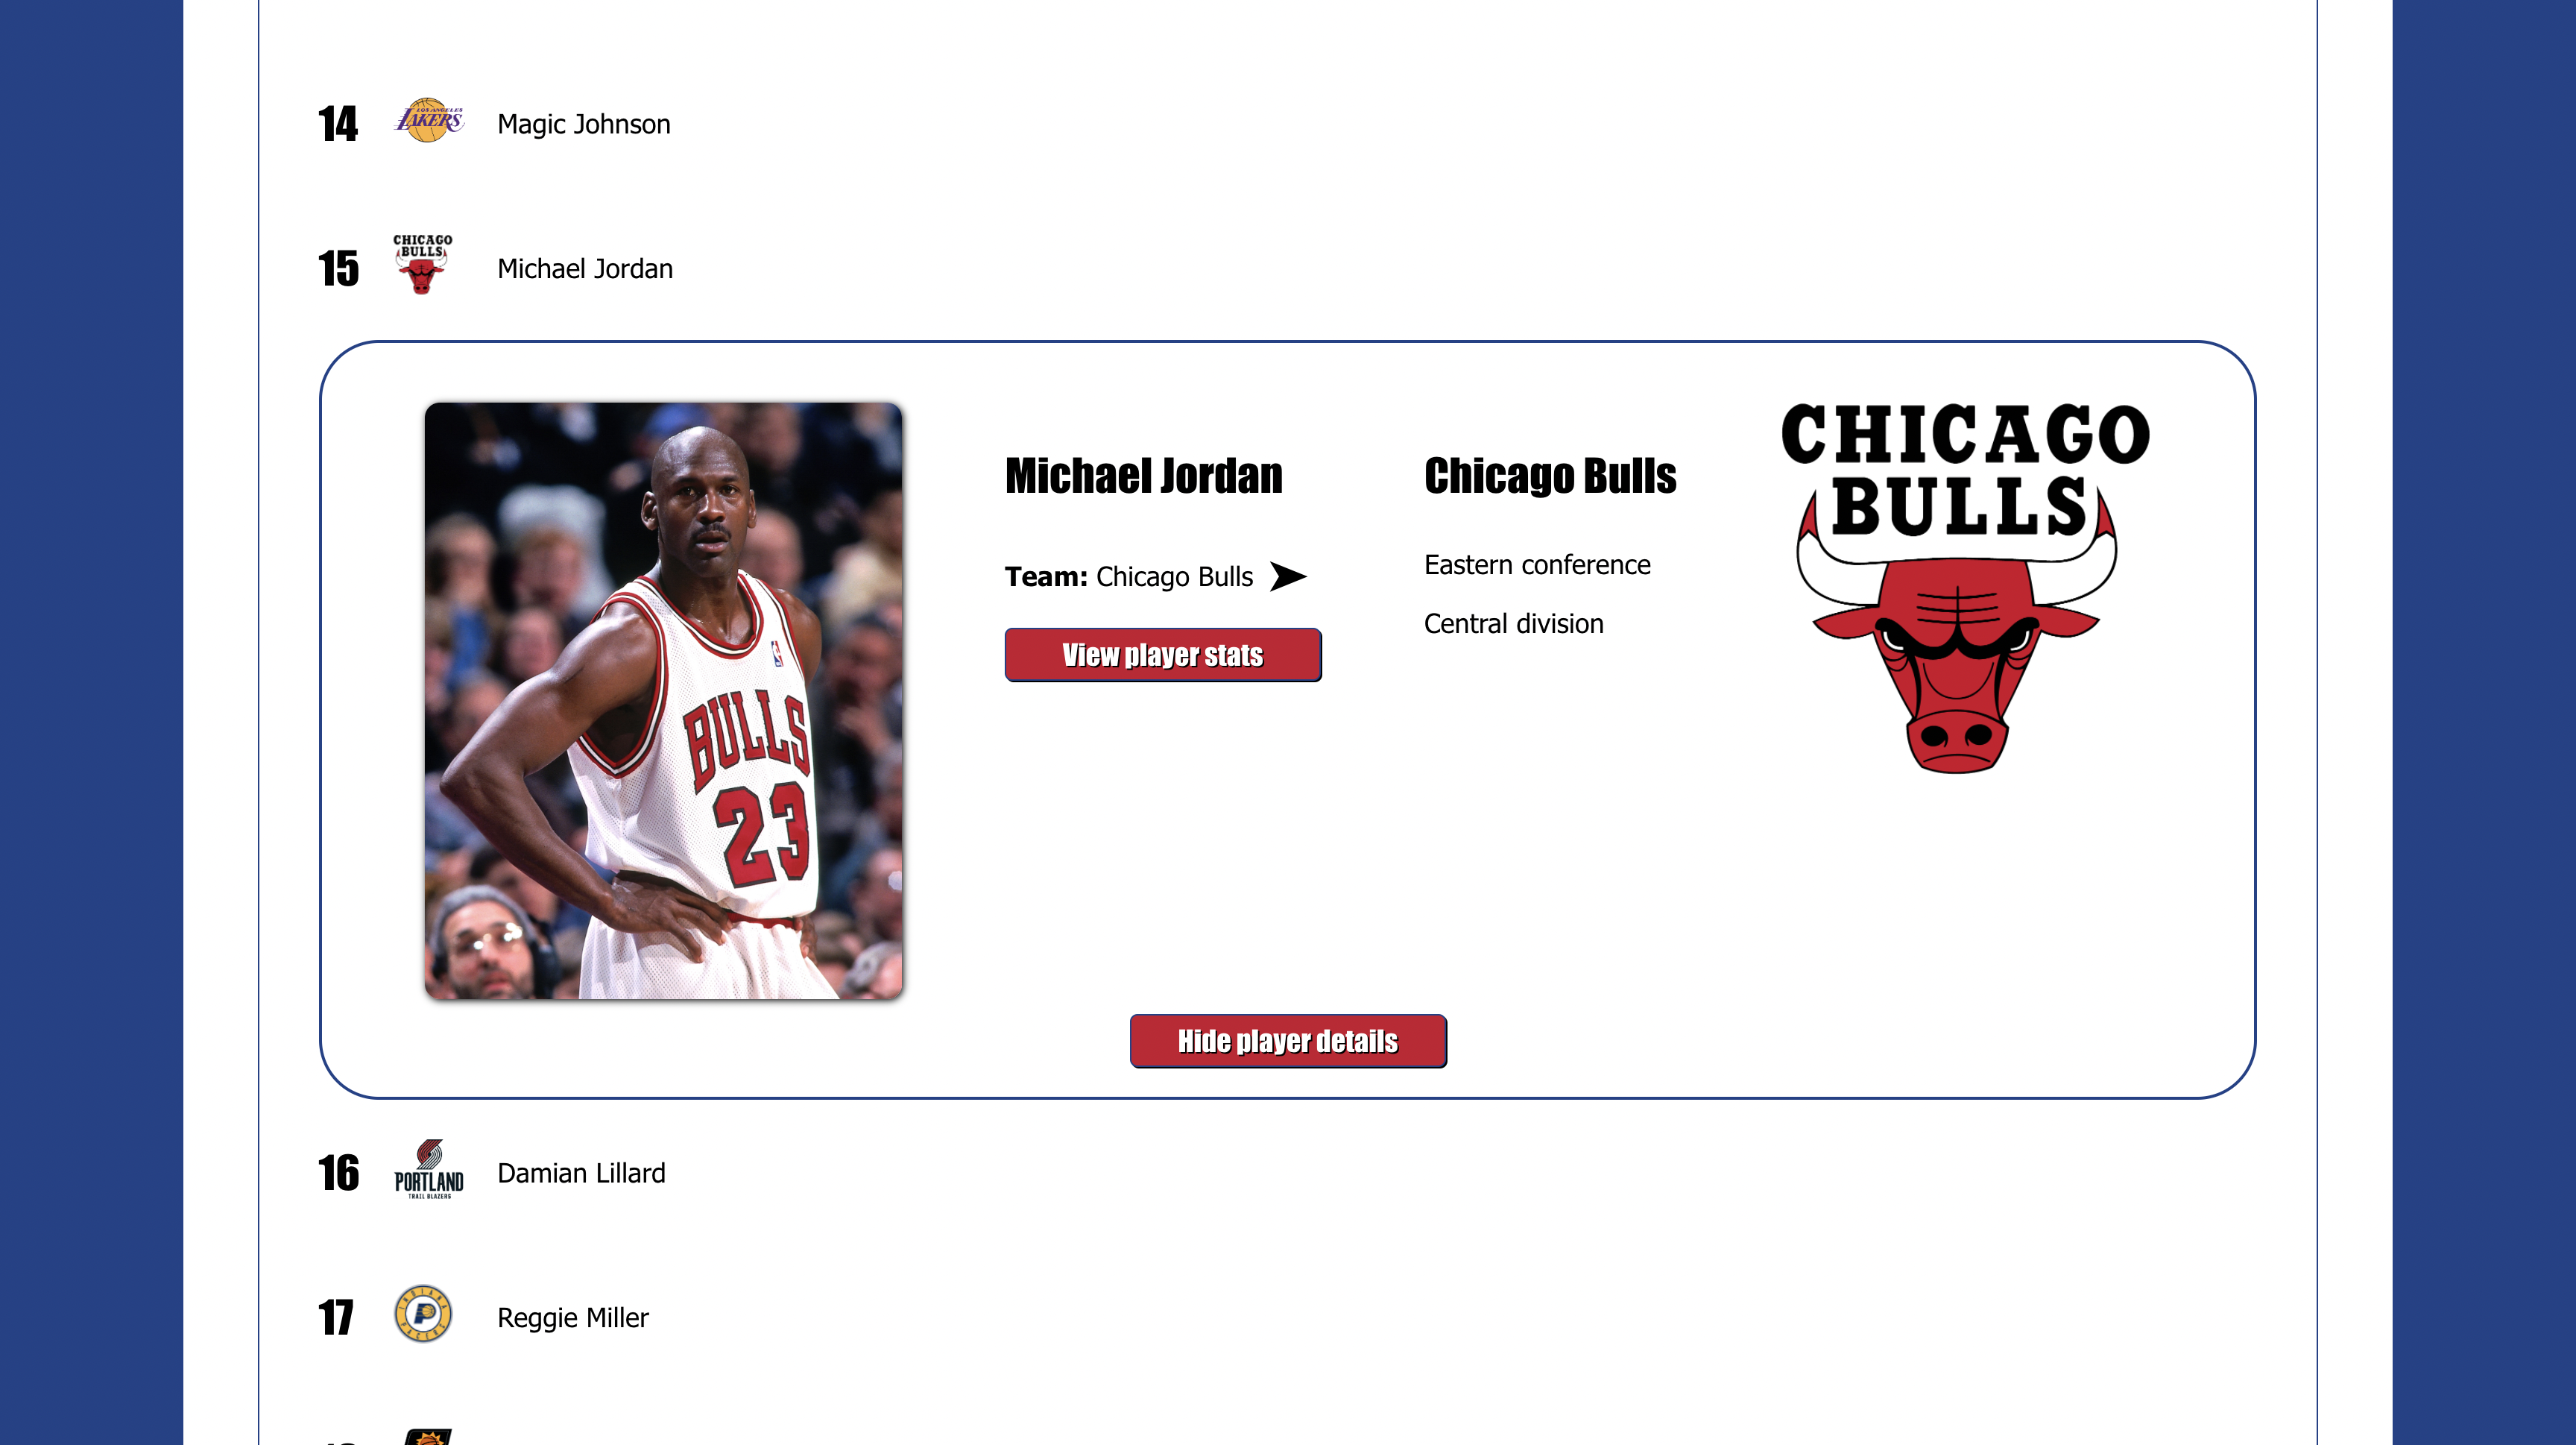 14
LOS ANGELES
LAKERS
Magic Johnson
15
CHICAGO
BULLS
Michael Jordan
BULLS
23
Michael Jordan
Team: Chicago Bulls
View player stats
Chicago Bulls
Eastern conference
Central division
CHICAGO
BULLS
Hide player details
16
PORTLAND
TRAIL BLAZERS
Damian Lillard
17
INDIANA
P
PACERS
Reggie Miller